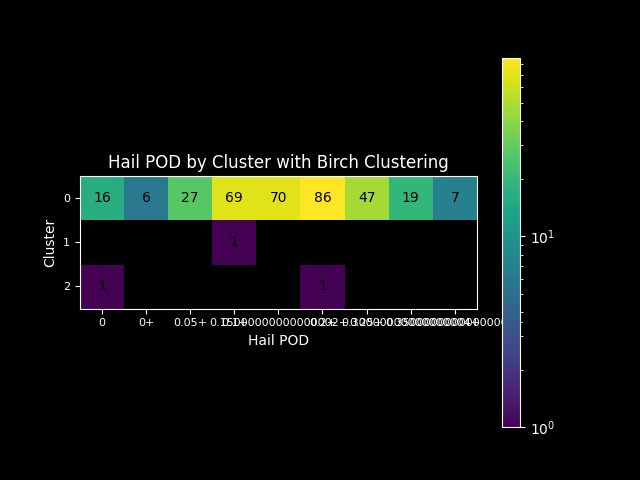 Hail POD by Cluster with Birch Clustering
0 16 6 27 69 70 86 47 19 7
Cluster
1 1
2 1 1
0 0+ 0.05+
Hail POD
10¹
10⁰